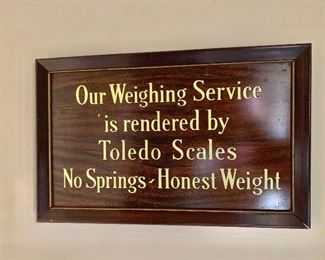 Our Weighing Service
is rendered by
Toledo Scales
No Springs - Honest Weight